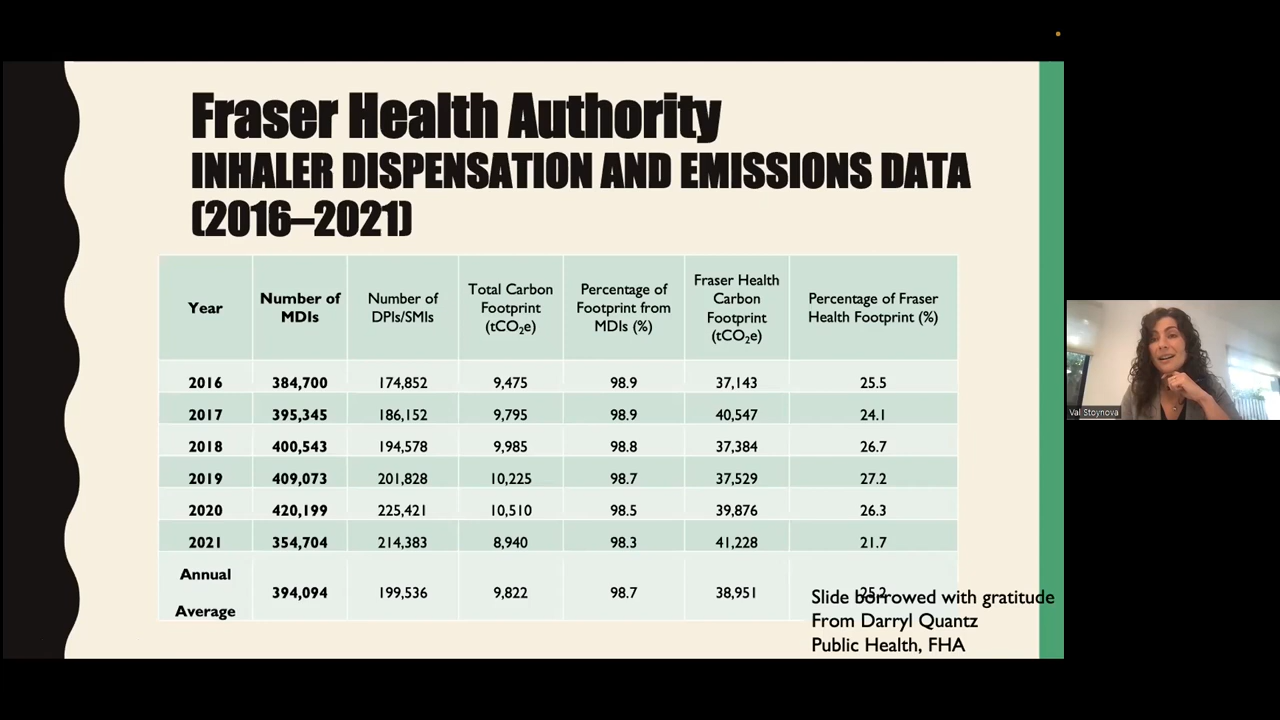 Fraser Health Authority
INHALER DISPENSATION AND EMISSIONS DATA
(2016–2021)
Year Number of MDIs Number of DPIs/SMIs Total Carbon Footprint (tCO₂e) Percentage of Footprint from MDIs (%) Fraser Health Carbon Footprint (tCO₂e) Percentage of Fraser Health Footprint (%)
2016 384,700 174,852 9,475 98.9 37,143 25.5
2017 395,345 186,152 9,795 98.9 40,547 24.1
2018 400,543 194,578 9,985 98.8 37,384 26.7
2019 409,073 201,828 10,225 98.7 37,529 27.2
2020 420,199 225,421 10,510 98.5 39,876 26.3
2021 354,704 214,383 8,940 98.3 41,228 21.7
Annual Average 394,094 199,536 9,822 98.7 38,951 25.2
Slide borrowed with gratitude
From Darryl Quantz
Public Health, FHA
Val Stoynova